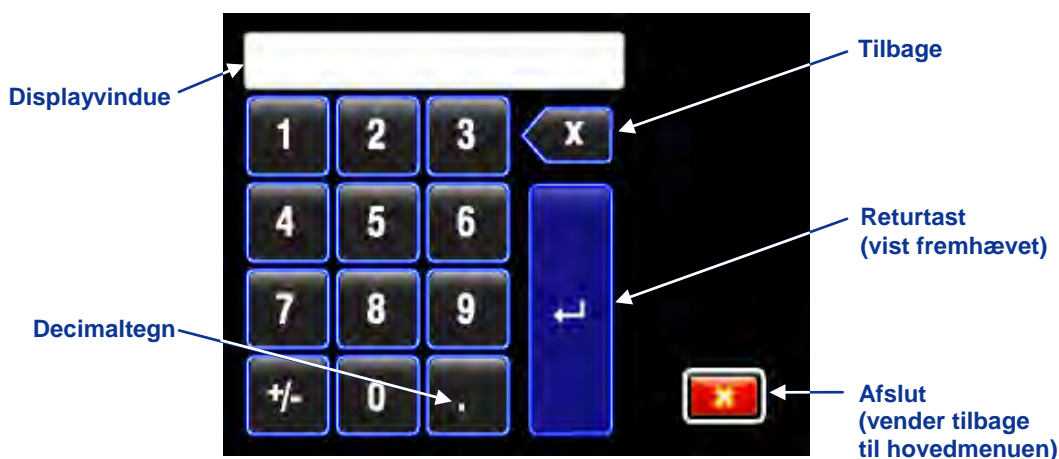 Tilbage
Displayvindue
1 2 3 X
4 5 6
Returtast
(vist fremhævet)
7 8 9
Decimaltegn
+/- 0 .
Afslut
(vender tilbage
til hovedmenuen)